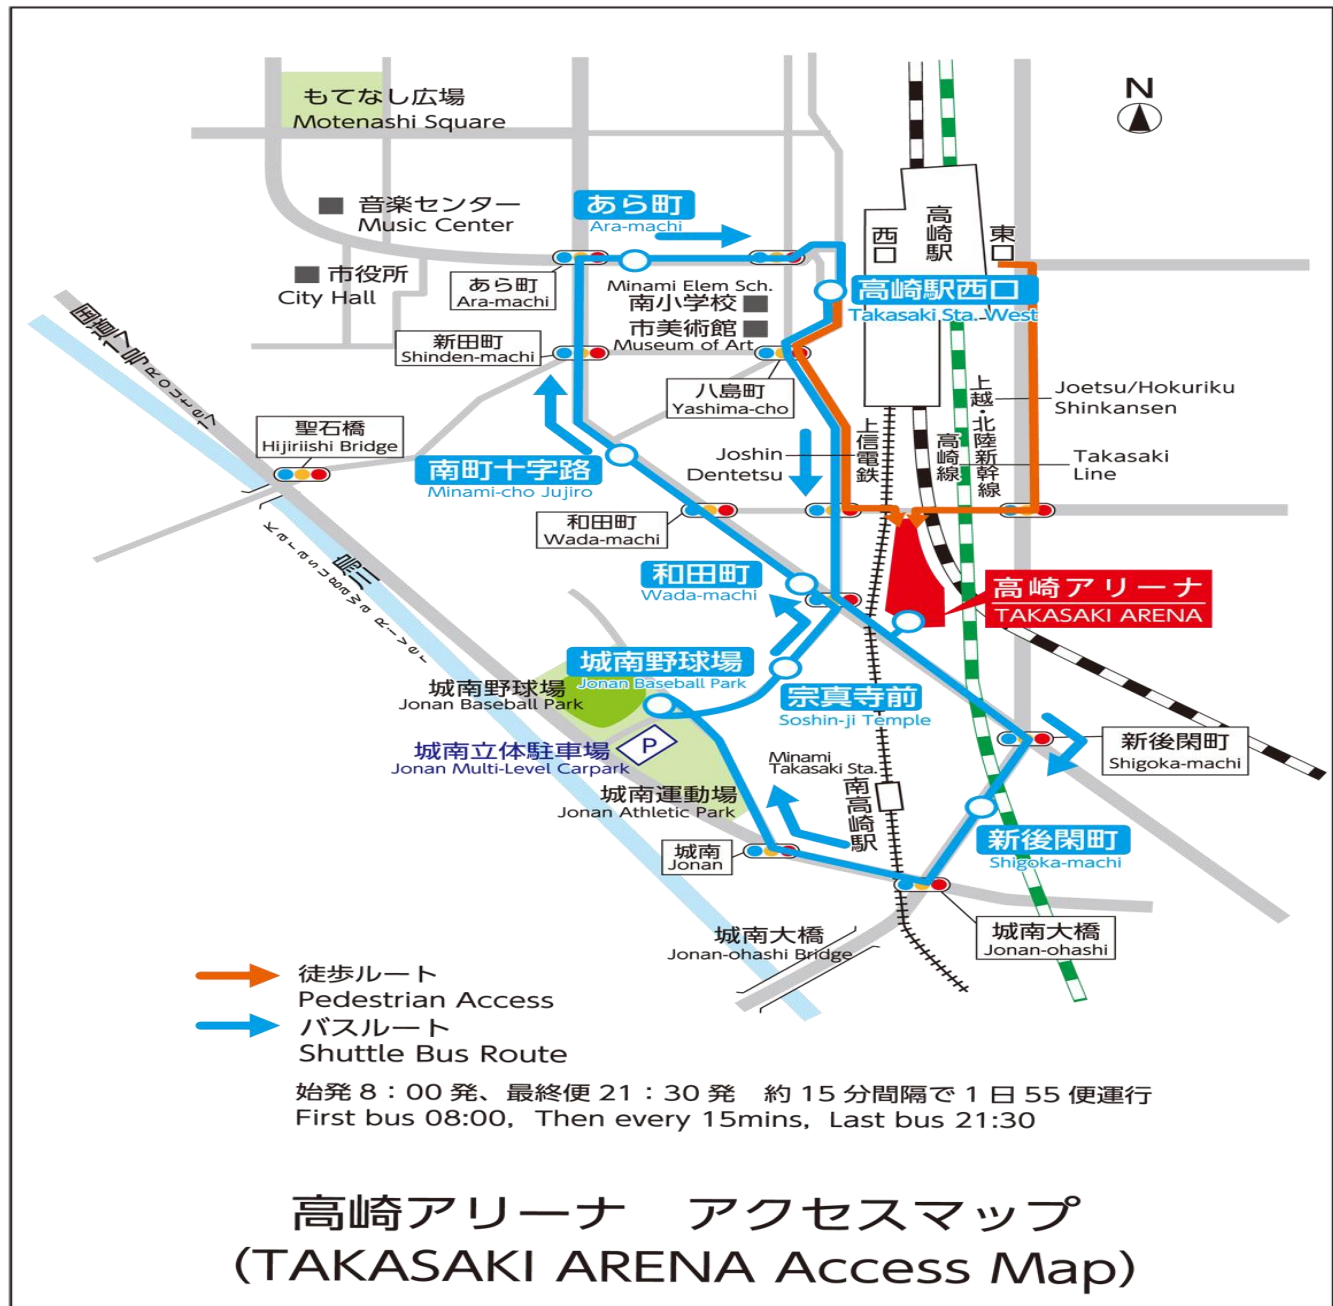 もてなし広場
Motenashi Square
N
音楽センター
Music Center
あら町
Ara-machi
西口
高崎駅
東口
市役所
City Hall
あら町
Ara-machi
Minami Elem Sch.
南小学校
市美術館
Museum of Art
高崎駅西口
Takasaki Sta. West
国道17号 Route 17
新田町
Shinden-machi
八島町
Yashima-cho
上越・北陸新幹線
Joetsu/Hokuriku
Shinkansen
聖石橋
Hijiriishi Bridge
南町十字路
Minami-cho Jujiro
Joshin
Dentetsu
上信電鉄
高崎線
Takasaki
Line
和田町
Wada-machi
烏川
Karasugawa River
和田町
Wada-machi
高崎アリーナ
TAKASAKI ARENA
城南野球場
Jonan Baseball Park
城南野球場
Jonan Baseball Park
宗真寺前
Soshin-ji Temple
城南立体駐車場
Jonan Multi-Level Carpark
P
新後閑町
Shigoka-machi
Minami
Takasaki Sta.
南高崎駅
城南運動場
Jonan Athletic Park
新後閑町
Shigoka-machi
城南
Jonan
城南大橋
Jonan-ohashi Bridge
城南大橋
Jonan-ohashi
徒歩ルート
Pedestrian Access
バスルート
Shuttle Bus Route
始発 8：00 発、最終便 21：30 発　約 15 分間隔で 1 日 55 便運行
First bus 08:00, Then every 15mins, Last bus 21:30
高崎アリーナ　アクセスマップ
(TAKASAKI ARENA Access Map)